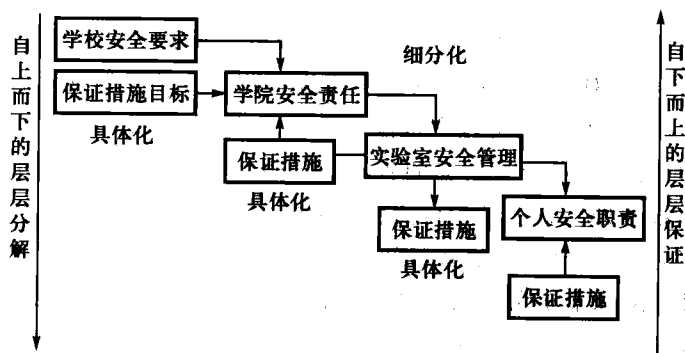 自上而下的层层分解
学校安全要求
细分化
保证措施目标
学院安全责任
具体化
保证措施
实验室安全管理
具体化
保证措施
个人安全职责
具体化
保证措施
自下而上的层层保证